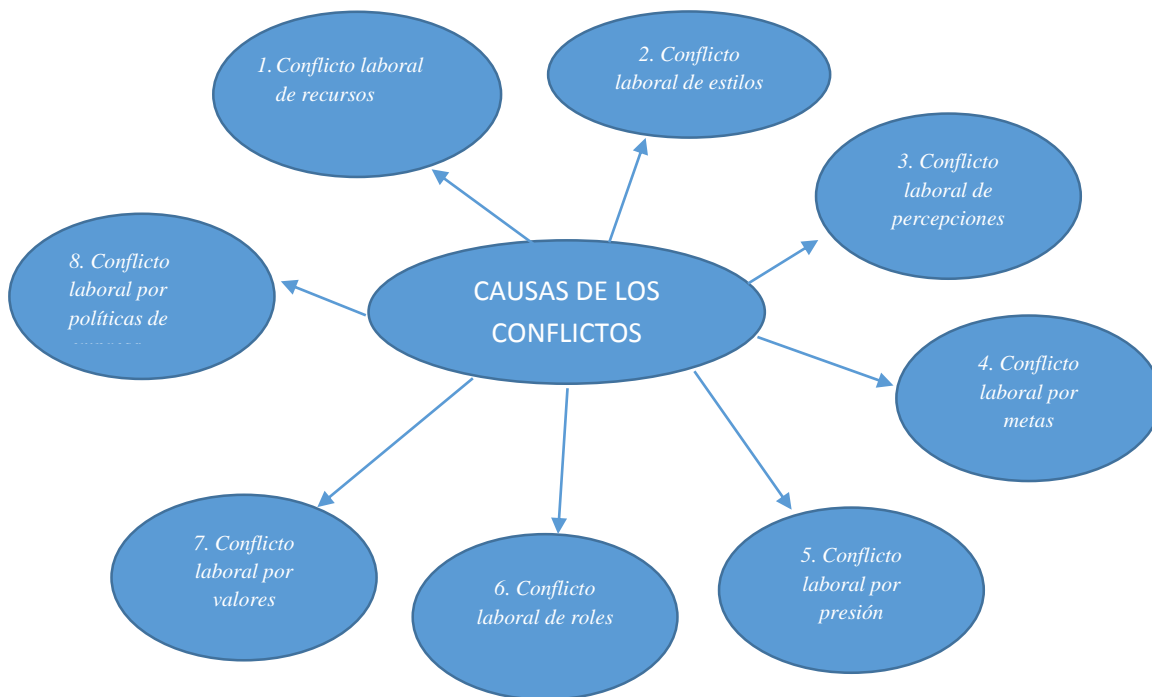 1. Conflicto laboral
de recursos
2. Conflicto
laboral de estilos
3. Conflicto
laboral de
percepciones
8. Conflicto
laboral por
políticas de
CAUSAS DE LOS
CONFLICTOS
4. Conflicto
laboral por
metas
7. Conflicto
laboral por
valores
6. Conflicto
laboral de roles
5. Conflicto
laboral por
presión